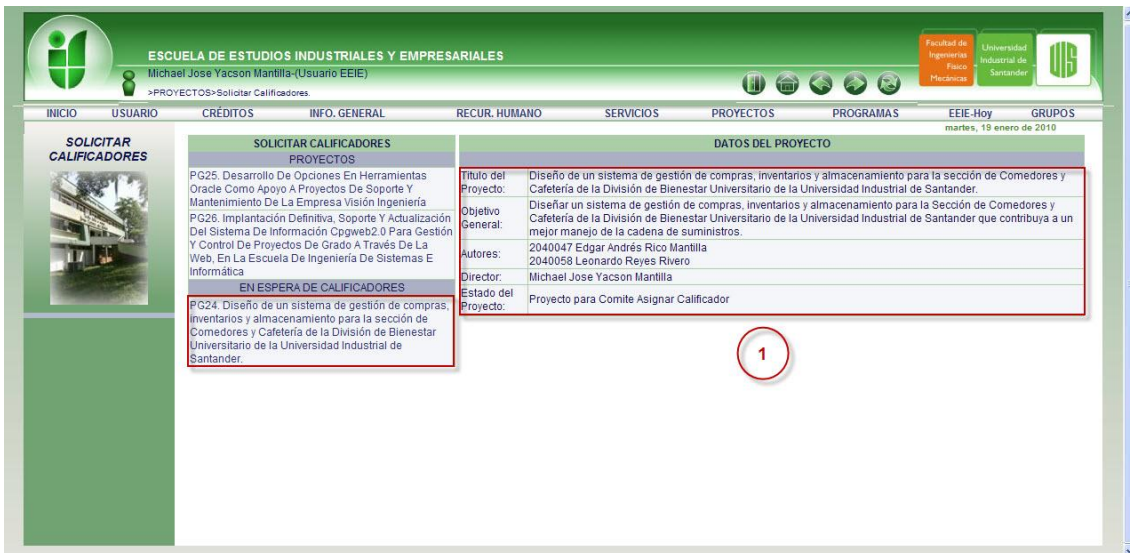 ESCUELA DE ESTUDIOS INDUSTRIALES Y EMPRESARIALES
Michael Jose Yacson Mantilla-(Usuario EEIE)
>PROYECTOS>Solicitar Calificadores.
Facultad de
Ingenierías
Físico
Mecánicas
Universidad
Industrial de
Santander
UIS
INICIO USUARIO CRÉDITOS INFO. GENERAL RECUR. HUMANO SERVICIOS PROYECTOS PROGRAMAS EEIE-Hoy GRUPOS
martes, 19 enero de 2010
SOLICITAR
CALIFICADORES
SOLICITAR CALIFICADORES
PROYECTOS
PG25. Desarrollo De Opciones En Herramientas
Oracle Como Apoyo A Proyectos De Soporte Y
Mantenimiento De La Empresa Visión Ingeniería
PG26. Implantación Definitiva, Soporte Y Actualización
Del Sistema De Información Cpgweb2.0 Para Gestión
Y Control De Proyectos De Grado A Través De La
Web, En La Escuela De Ingeniería De Sistemas E
Informática
EN ESPERA DE CALIFICADORES
PG24. Diseño de un sistema de gestión de compras,
inventarios y almacenamiento para la sección de
Comedores y Cafetería de la División de Bienestar
Universitario de la Universidad Industrial de
Santander.
DATOS DEL PROYECTO
Titulo del
Proyecto:
Diseño de un sistema de gestión de compras, inventarios y almacenamiento para la sección de Comedores y
Cafetería de la División de Bienestar Universitario de la Universidad Industrial de Santander.
Objetivo
General:
Diseñar un sistema de gestión de compras, inventarios y almacenamiento para la Sección de Comedores y
Cafetería de la División de Bienestar Universitario de la Universidad Industrial de Santander que contribuya a un
mejor manejo de la cadena de suministros.
Autores:
2040047 Edgar Andrés Rico Mantilla
2040058 Leonardo Reyes Rivero
Director: Michael Jose Yacson Mantilla
Estado del
Proyecto:
Proyecto para Comite Asignar Calificador
1